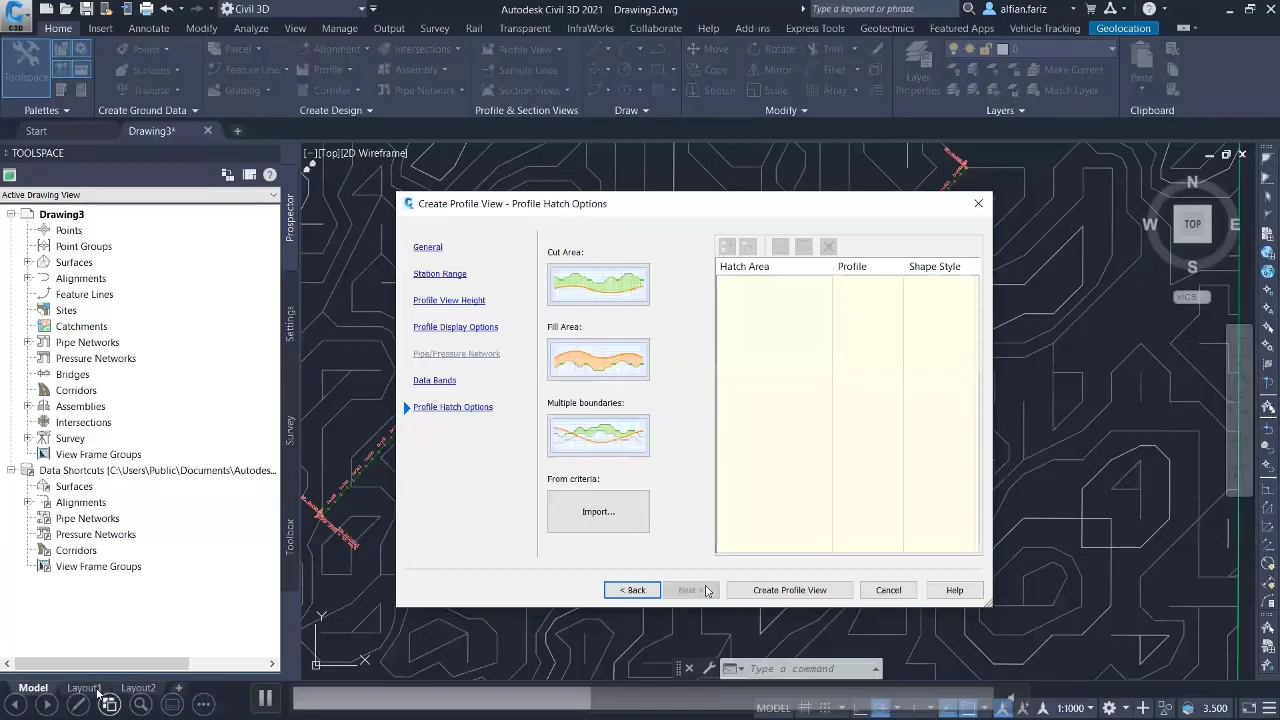 Civil 3D
Autodesk Civil 3D 2021 Drawing3.dwg
Type a keyword or phrase
alfian.fariz
C3D
Home Insert Annotate Modify Analyze View Manage Output Survey Rail Transparent InfraWorks Collaborate Help Add-ins Express Tools Geotechnics Featured Apps Vehicle Tracking Geolocation
Toolspace
Points
Surfaces
Traverse
Parcel
Feature Line
Grading
Alignment
Profile
Corridor
Intersections
Assembly
Pipe Network
Profile View
Sample Lines
Section Views
Move
Copy
Stretch
Rotate
Mirror
Scale
Trim
Fillet
Array
Layer
Properties
0
Make Current
Match Layer
Paste
Palettes Create Ground Data Create Design Profile & Section Views Draw Modify Layers Clipboard
Start Drawing3*
TOOLSPACE
Active Drawing View
Drawing3
Points
Point Groups
Surfaces
Alignments
Feature Lines
Sites
Catchments
Pipe Networks
Pressure Networks
Bridges
Corridors
Assemblies
Intersections
Survey
View Frame Groups
Data Shortcuts [C:\Users\Public\Documents\Autodes...
Surfaces
Alignments
Pipe Networks
Pressure Networks
Corridors
View Frame Groups
Prospector
Settings
Survey
Toolbox
[−][Top][2D Wireframe]
N
W TOP E
S
WCS
Create Profile View - Profile Hatch Options
General
Station Range
Profile View Height
Profile Display Options
Pipe/Pressure Network
Data Bands
Profile Hatch Options
Cut Area:
Fill Area:
Multiple boundaries:
From criteria:
Import...
Hatch Area Profile Shape Style
< Back Next > Create Profile View Cancel Help
Y
X
Type a command
Model Layout1 Layout2 +
MODEL 1:1000 3.500